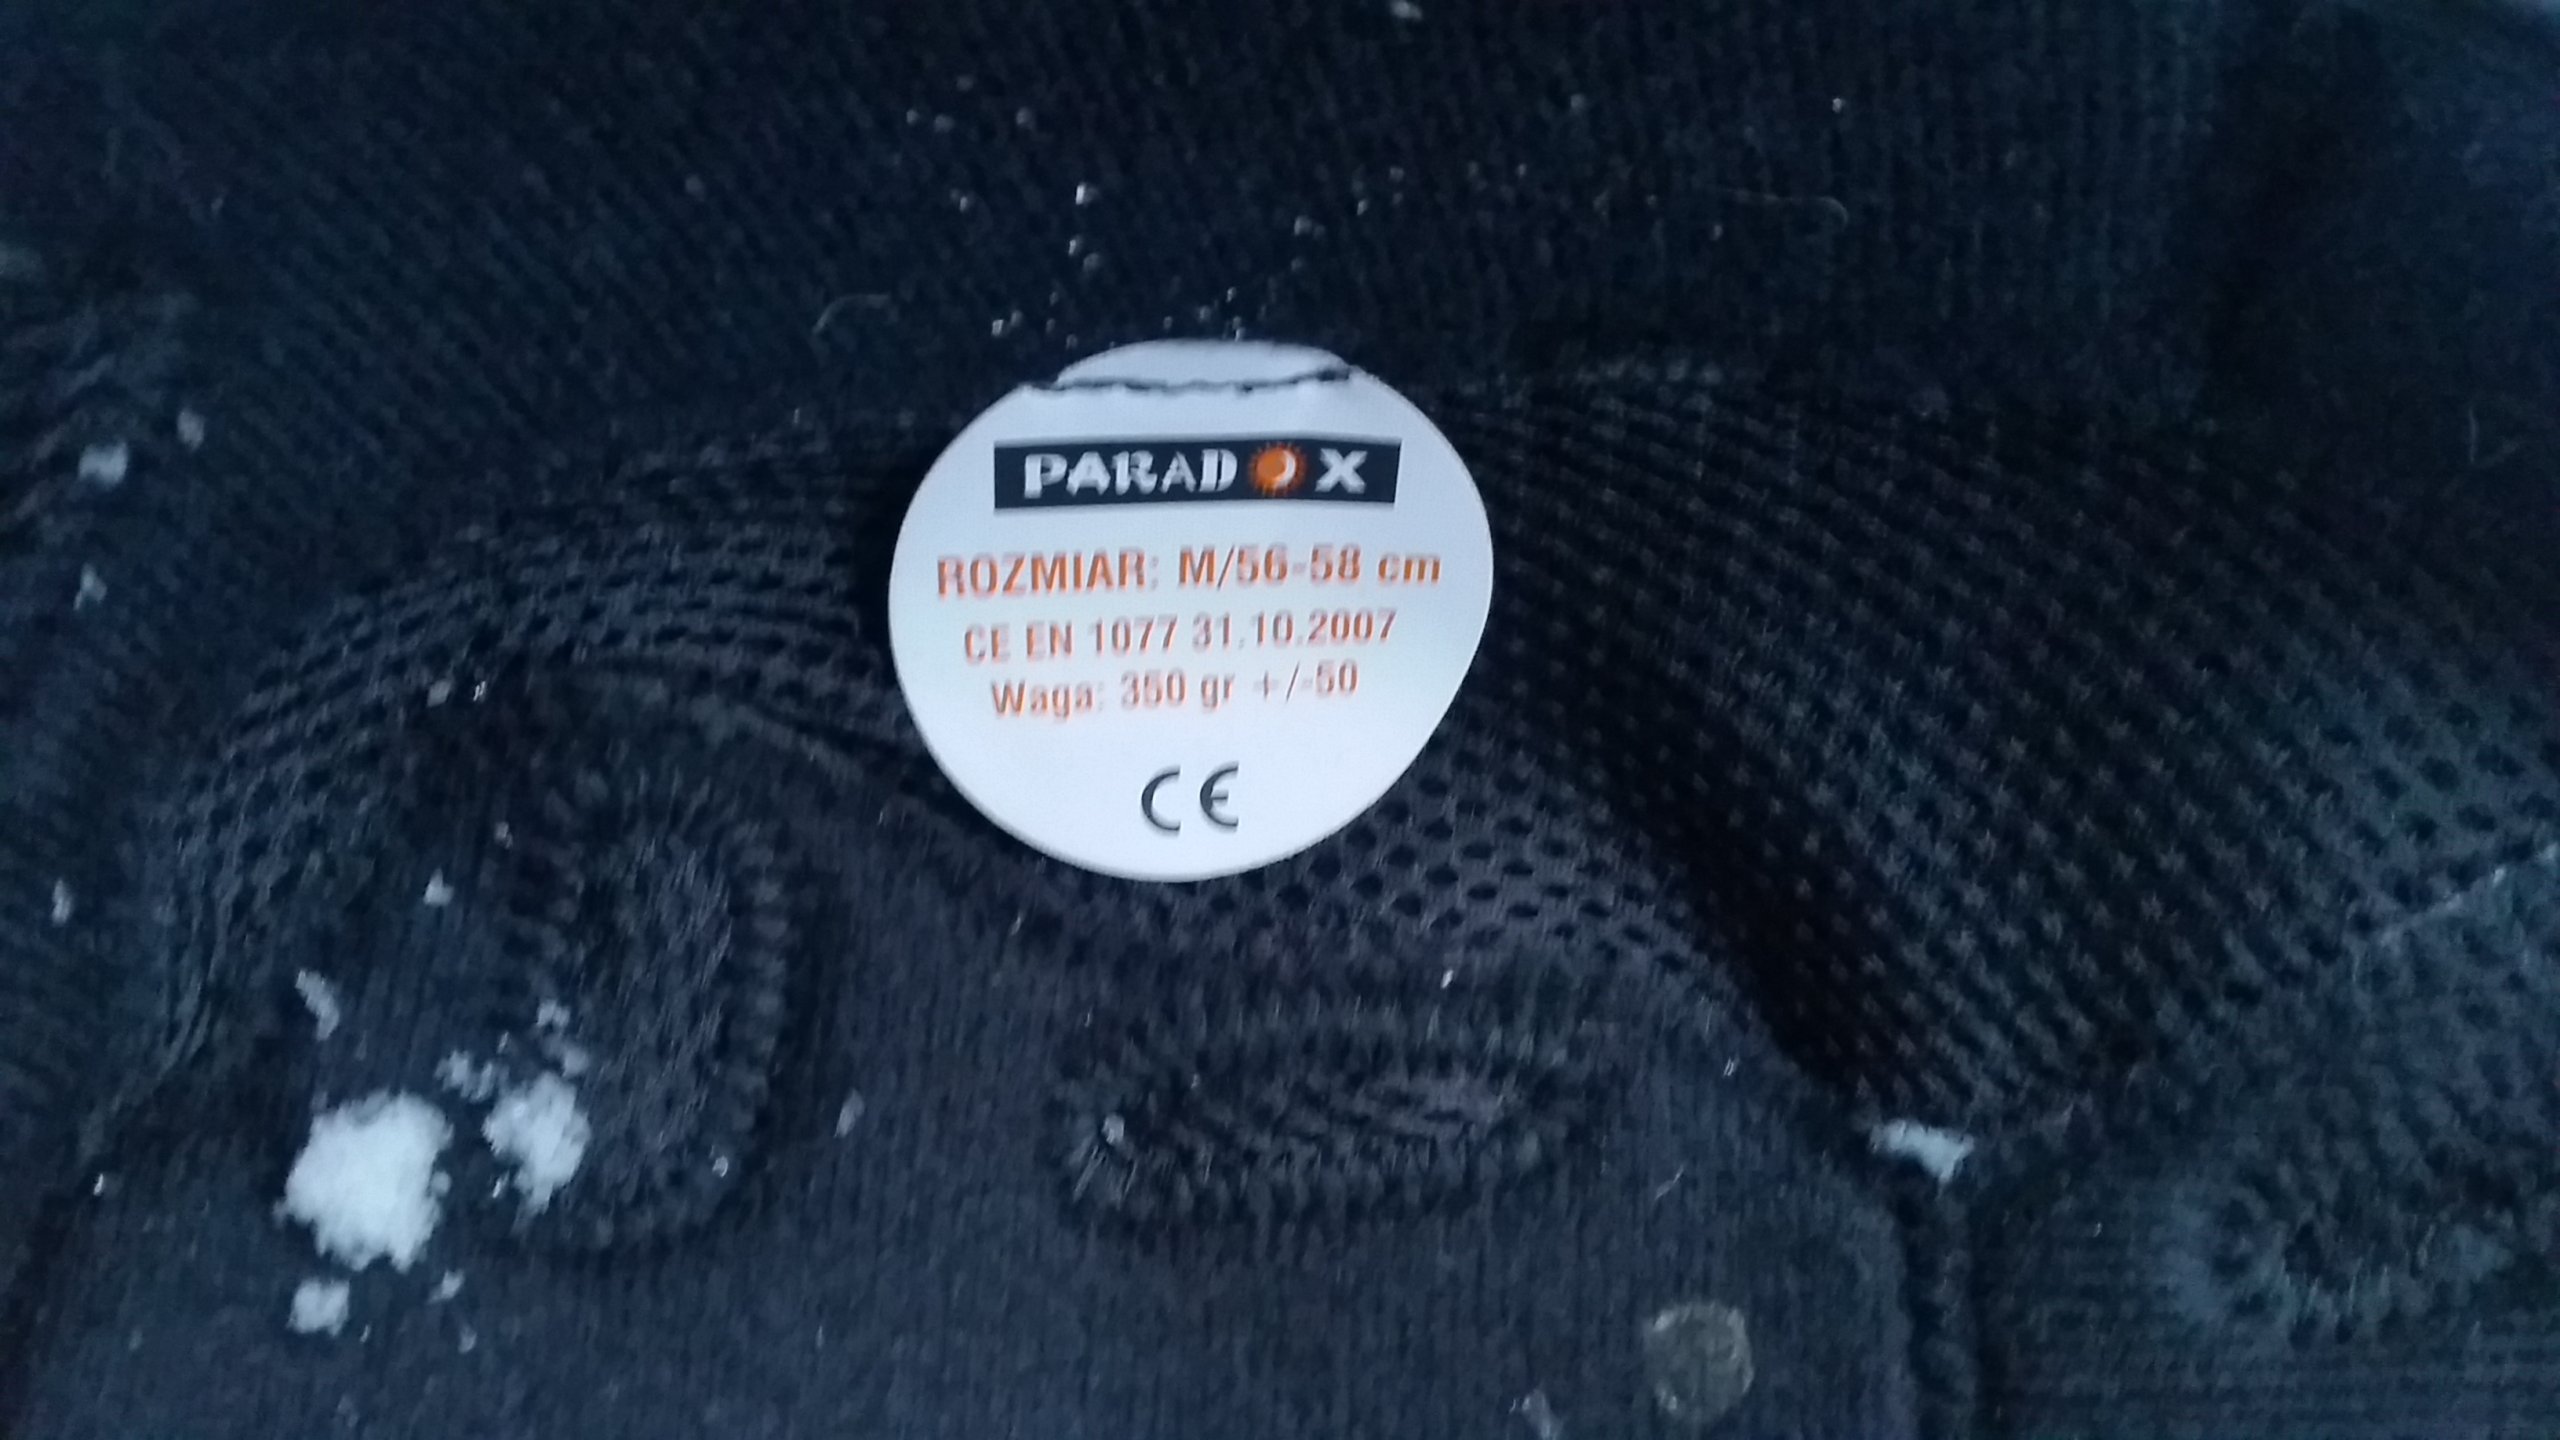 PARADOX
ROZMIAR: M/56-58 cm
CE EN 1077 31.10.2007
Waga: 350 gr +/-50
CE